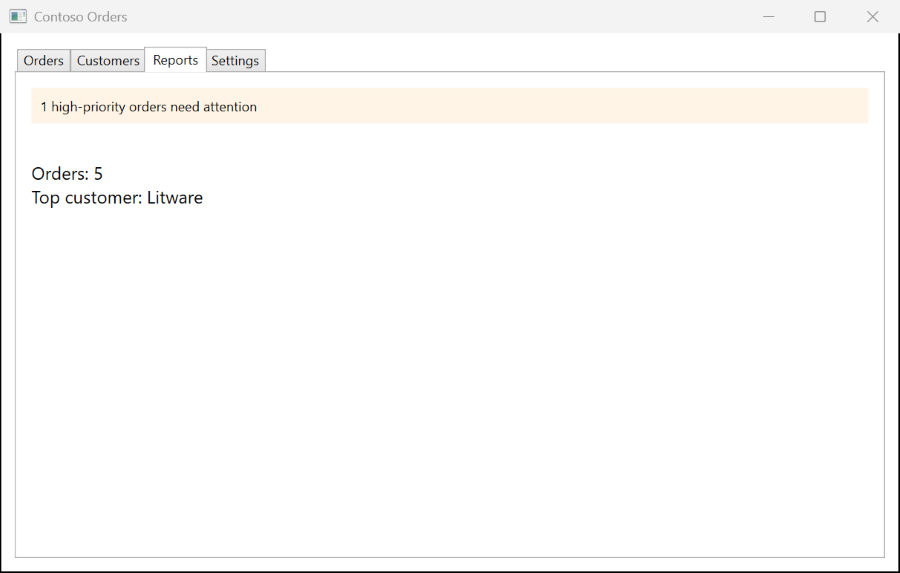 Contoso Orders
Orders Customers Reports Settings
1 high-priority orders need attention
Orders: 5
Top customer: Litware